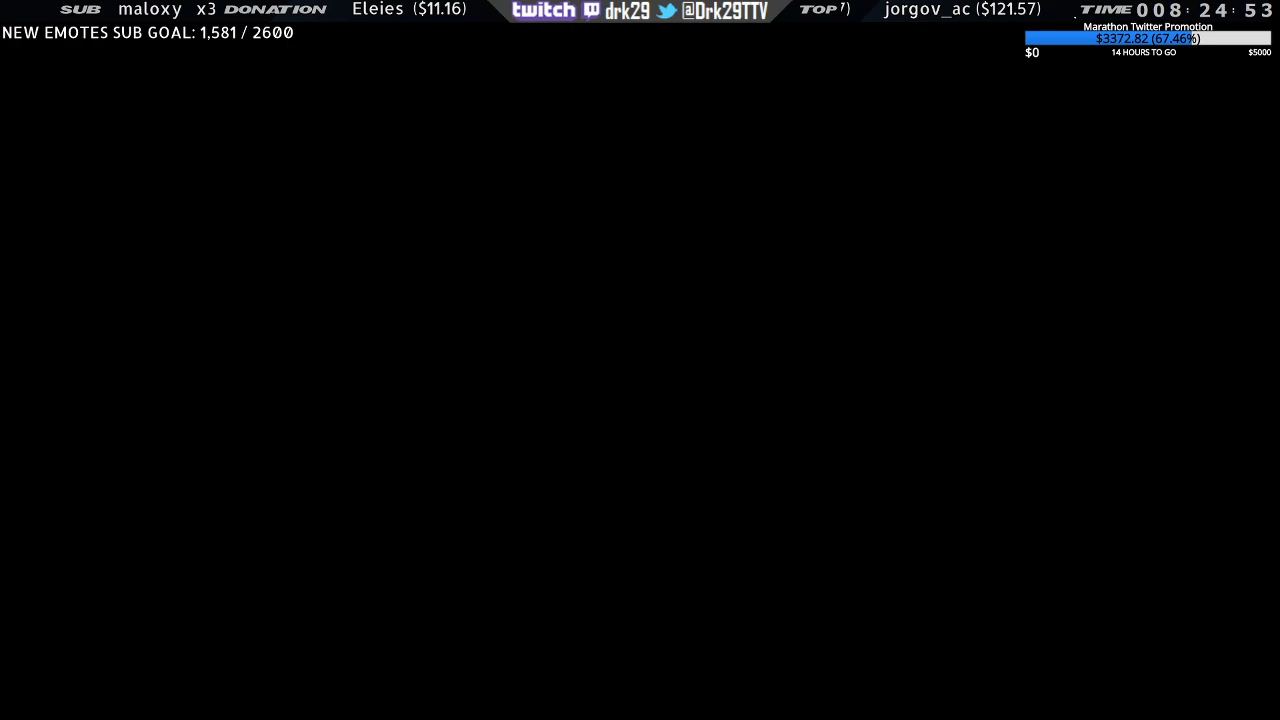 SUB maloxy x3 DONATION Eleies ($11.16) twitch drk29 @Drk29TTV TOP 7) jorgov_ac ($121.57) TIME 008:24:53
NEW EMOTES SUB GOAL: 1,581 / 2600
Marathon Twitter Promotion
$3372.82 (67.46%)
$0 14 HOURS TO GO $5000